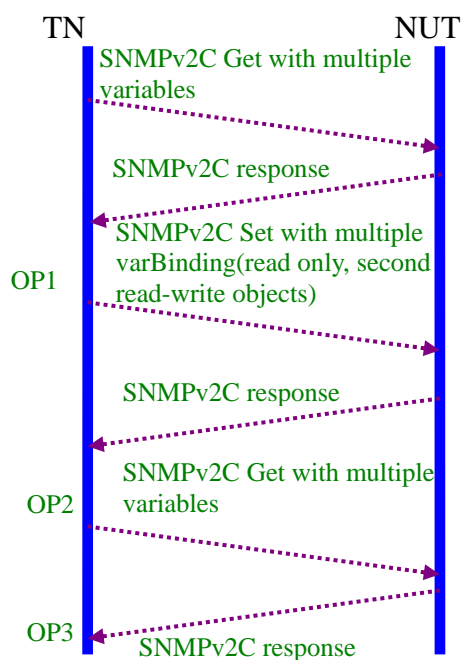 TN NUT
SNMPv2C Get with multiple
variables
SNMPv2C response
SNMPv2C Set with multiple
varBinding(read only, second
OP1
read-write objects)
SNMPv2C response
SNMPv2C Get with multiple
OP2
variables
OP3
SNMPv2C response